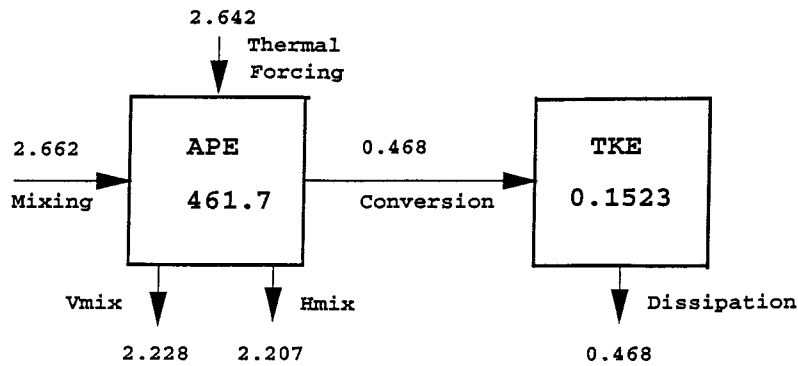 2.642
Thermal
Forcing
2.662
APE
0.468
TKE
Mixing
461.7
Conversion
0.1523
Vmix
Hmix
Dissipation
2.228
2.207
0.468